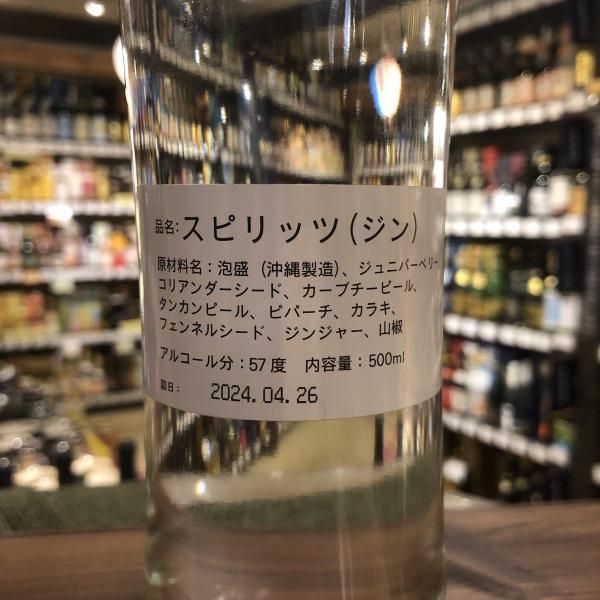 品名:スピリッツ(ジン)
原材料名:泡盛(沖縄製造)、ジュニパーベリー、
コリアンダーシード、カーブチーピール、
タンカンピール、ピパーチ、カラキ、
フェンネルシード、ジンジャー、山椒
アルコール分:57度 内容量:500ml
詰日: 2024.04.26